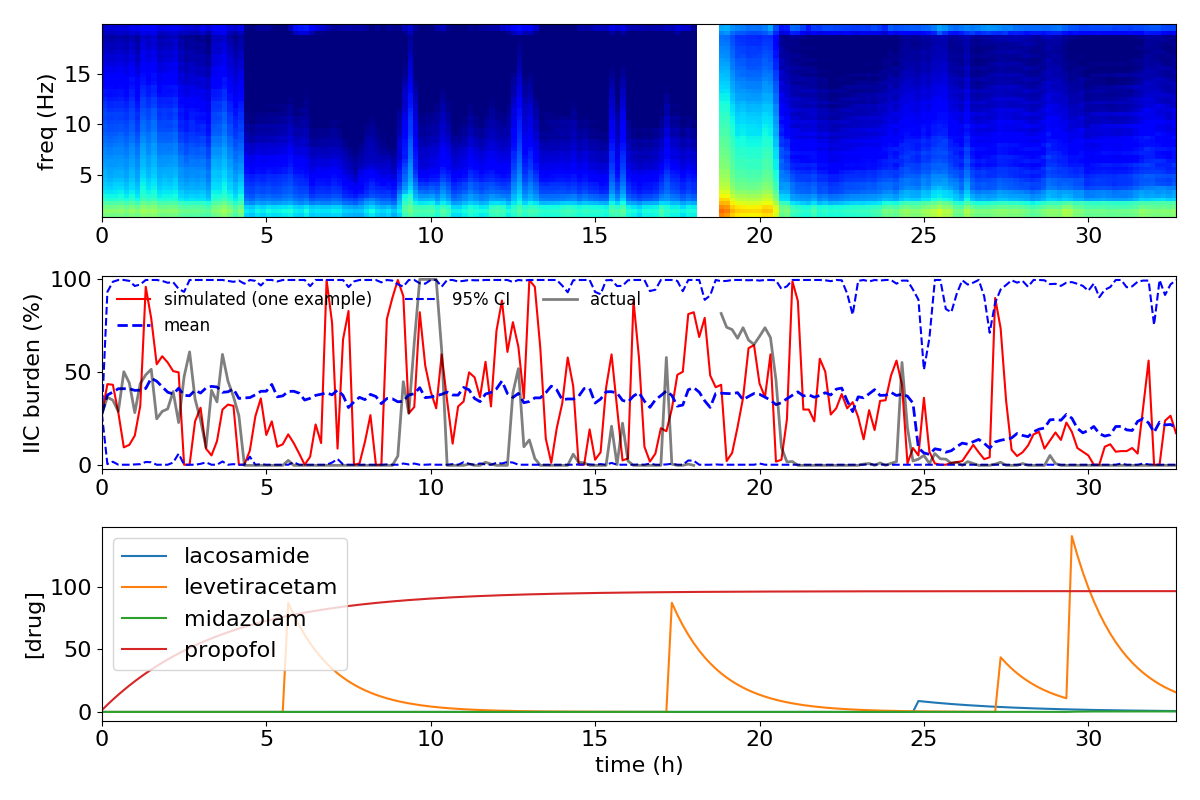 freq (Hz)
15
10
5
0 5 10 15 20 25 30
IIC burden (%)
100
50
0
simulated (one example) 95% CI actual
mean
0 5 10 15 20 25 30
[drug]
100
50
0
lacosamide
levetiracetam
midazolam
propofol
0 5 10 15 20 25 30
time (h)